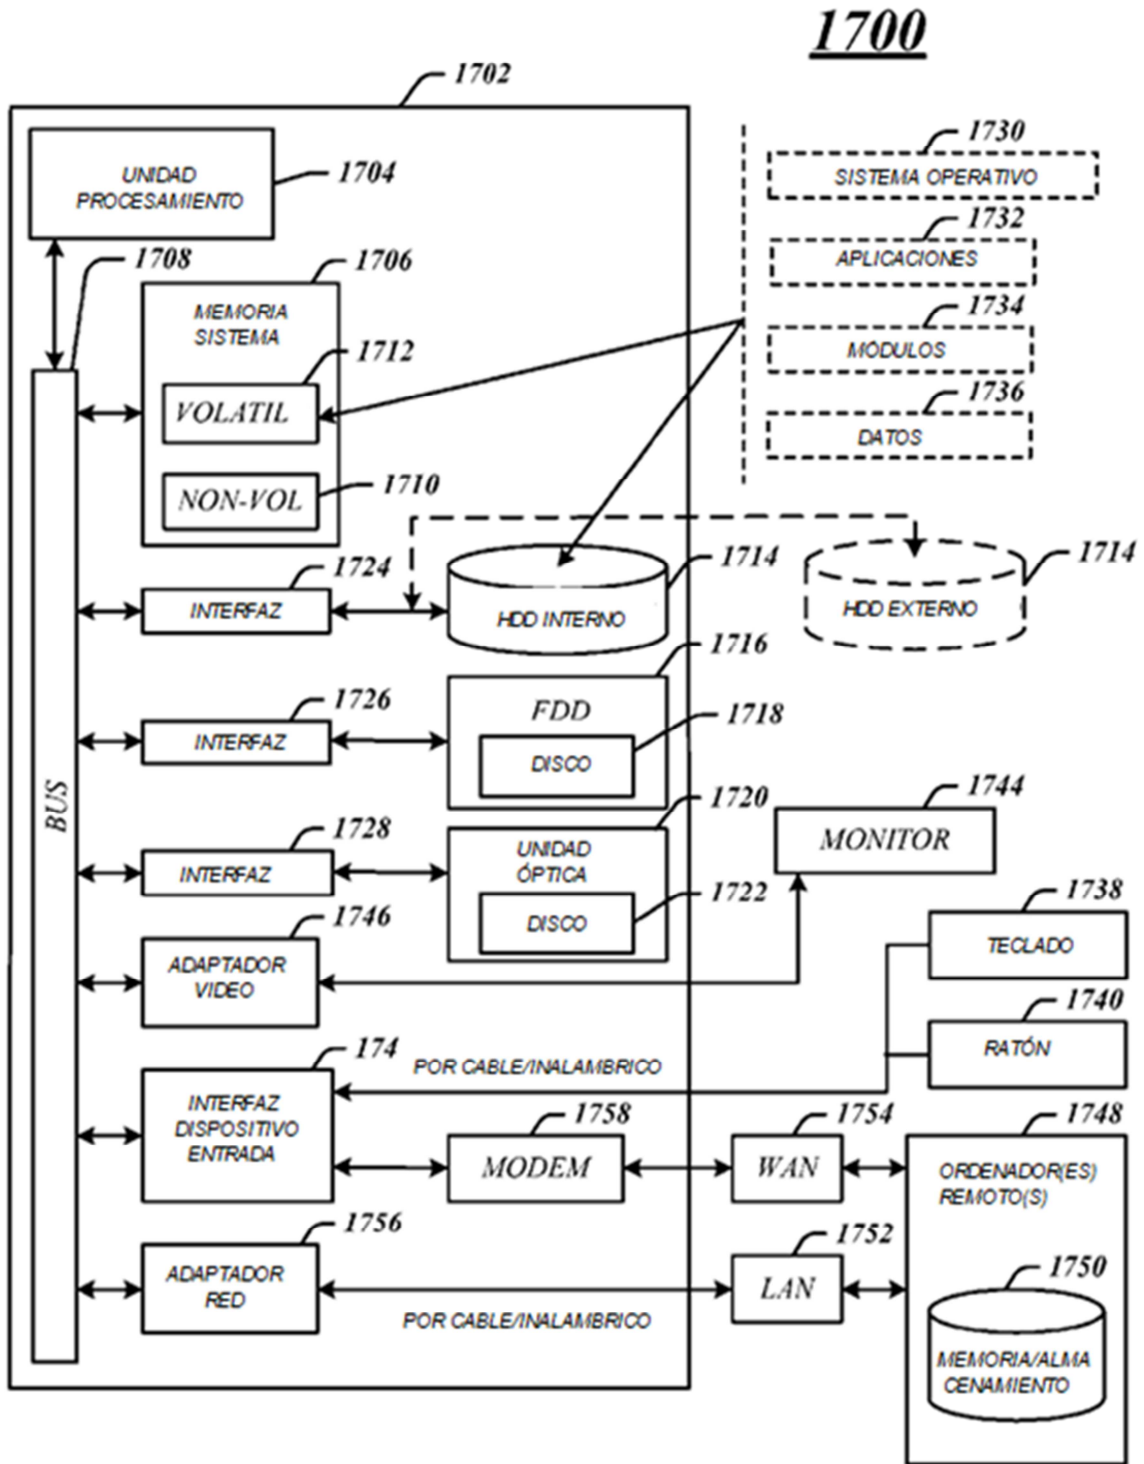 1700
1702
1730
UNIDAD
PROCESAMIENTO
1704
SISTEMA OPERATIVO
1732
1708
1706
APLICACIONES
MEMORIA
SISTEMA
1734
1712
MÓDULOS
VOLATIL
1736
DATOS
NON-VOL
1710
1724
1714
1714
INTERFAZ
HDD INTERNO
HDD EXTERNO
1716
1726
FDD
1718
INTERFAZ
DISCO
BUS
1720
1744
1728
UNIDAD
ÓPTICA
MONITOR
INTERFAZ
1722
1746
DISCO
1738
ADAPTADOR
VIDEO
TECLADO
1740
174
POR CABLE/INALAMBRICO
RATÓN
INTERFAZ
DISPOSITIVO
ENTRADA
1758
1754
1748
MODEM
WAN
ORDENADOR(ES)
REMOTO(S)
1756
1752
ADAPTADOR
RED
LAN
1750
POR CABLE/INALAMBRICO
MEMORIA/ALMA
CENAMIENTO